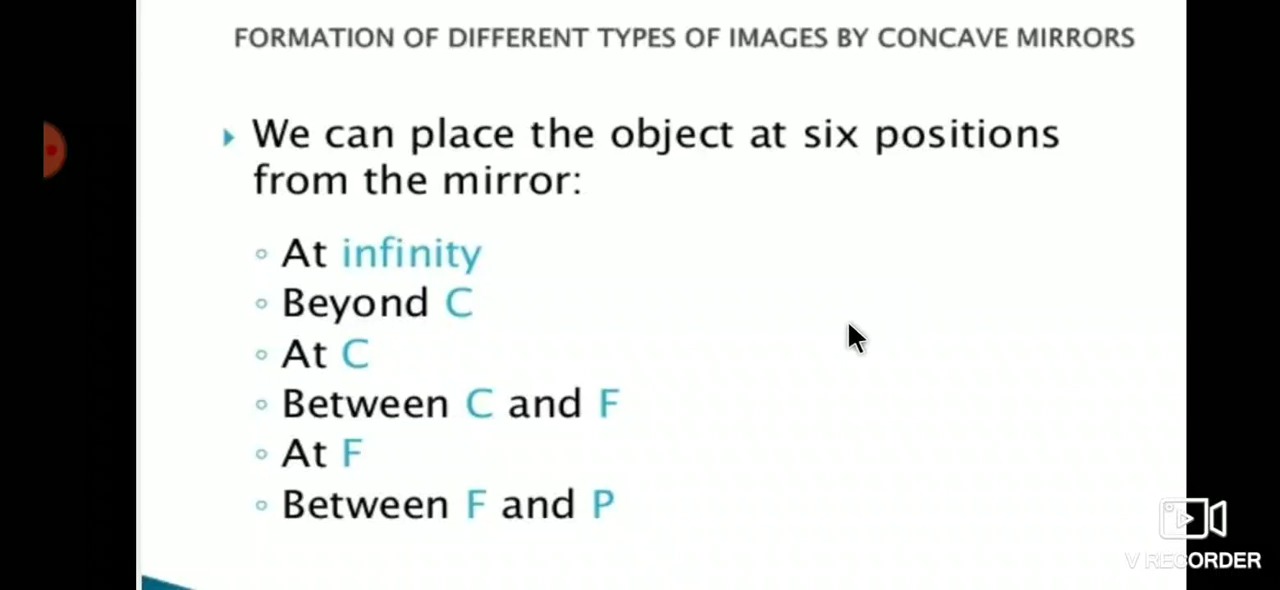 FORMATION OF DIFFERENT TYPES OF IMAGES BY CONCAVE MIRRORS
We can place the object at six positions
from the mirror:
At infinity
Beyond C
At C
Between C and F
At F
Between F and P
V RECORDER